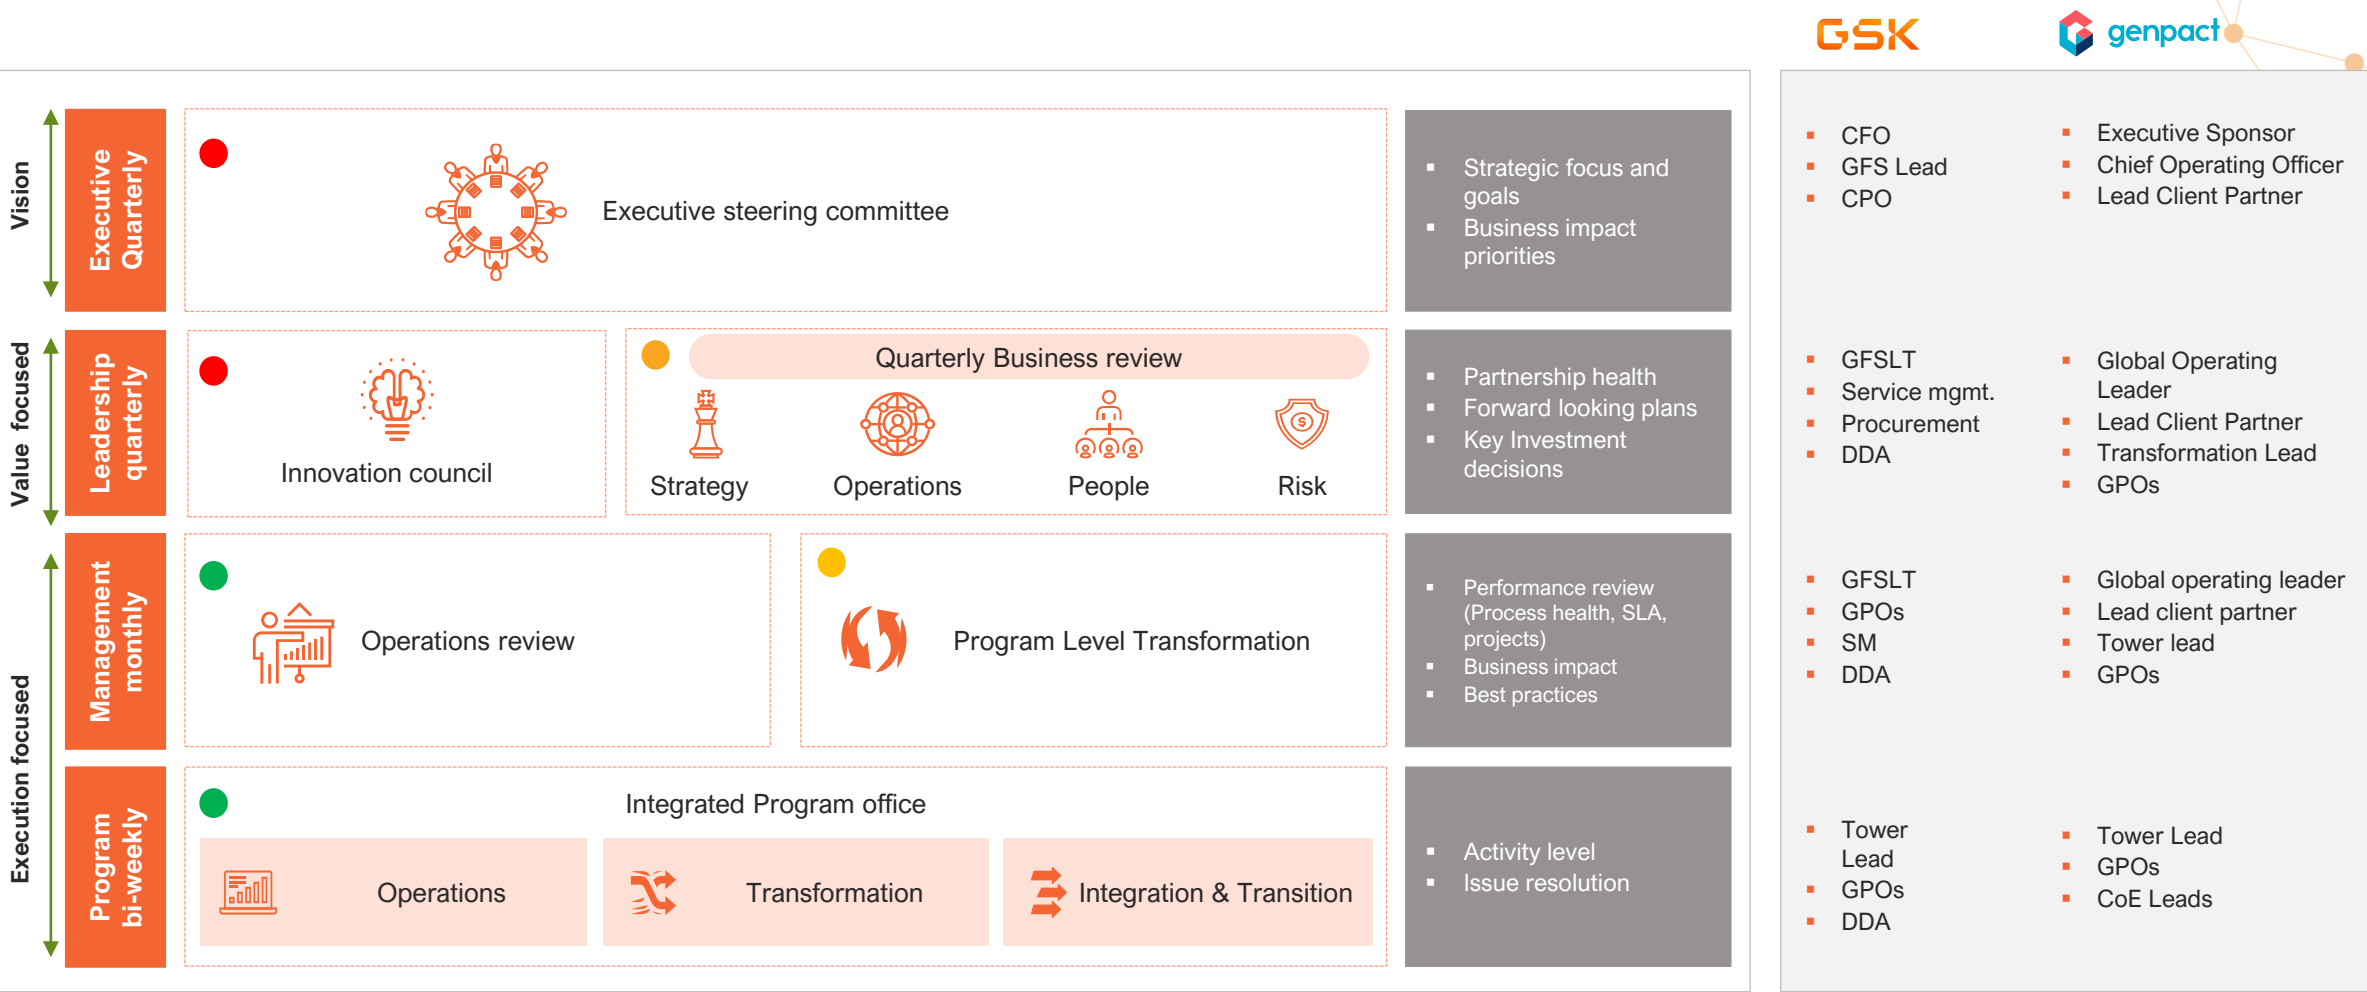 GSK
genpact
Vision
Executive
Quarterly
Executive steering committee
Strategic focus and
goals
Business impact
priorities
CFO
GFS Lead
CPO
Executive Sponsor
Chief Operating Officer
Lead Client Partner
Value focused
Leadership
quarterly
Innovation council
Quarterly Business review
Strategy
Operations
People
Risk
Partnership health
Forward looking plans
Key Investment
decisions
GFSLT
Service mgmt.
Procurement
DDA
Global Operating
Leader
Lead Client Partner
Transformation Lead
GPOs
Execution focused
Management
monthly
Operations review
Program Level Transformation
Performance review
(Process health, SLA,
projects)
Business impact
Best practices
GFSLT
GPOs
SM
DDA
Global operating leader
Lead client partner
Tower lead
GPOs
Program
bi-weekly
Integrated Program office
Operations
Transformation
Integration & Transition
Activity level
Issue resolution
Tower
Lead
GPOs
DDA
Tower Lead
GPOs
CoE Leads